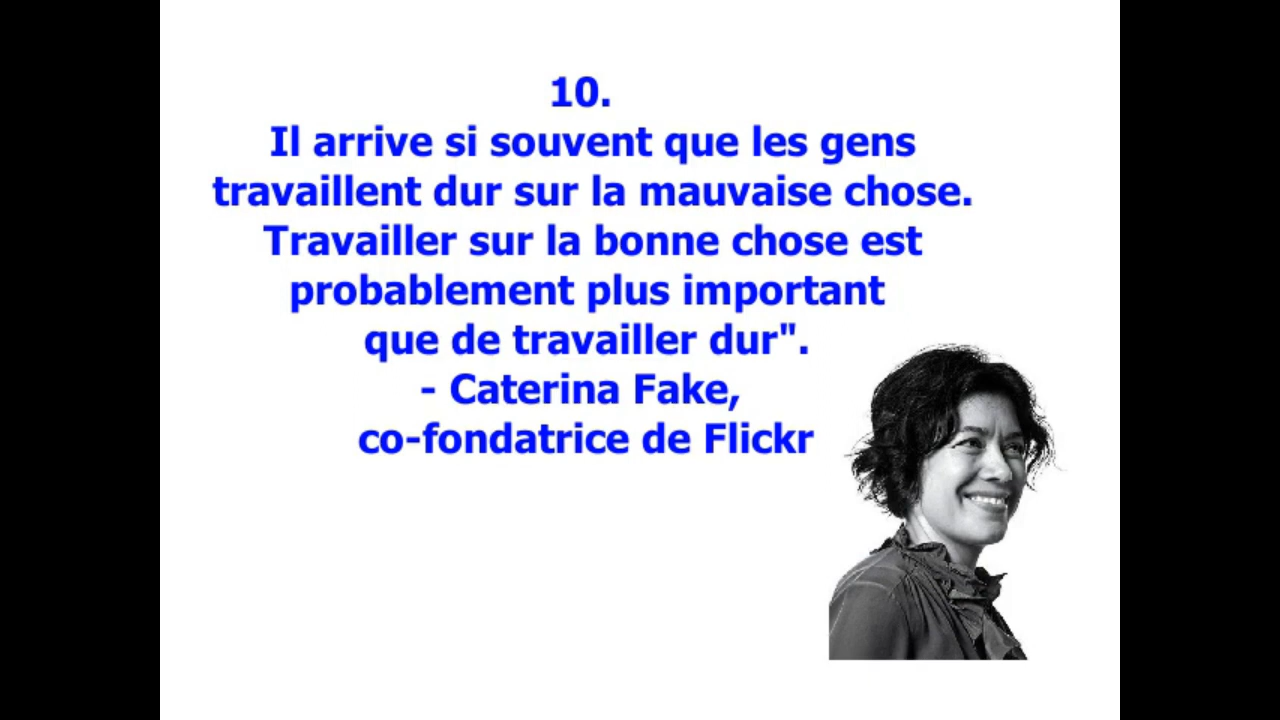 10.
Il arrive si souvent que les gens
travaillent dur sur la mauvaise chose.
Travailler sur la bonne chose est
probablement plus important
que de travailler dur".
- Caterina Fake,
co-fondatrice de Flickr